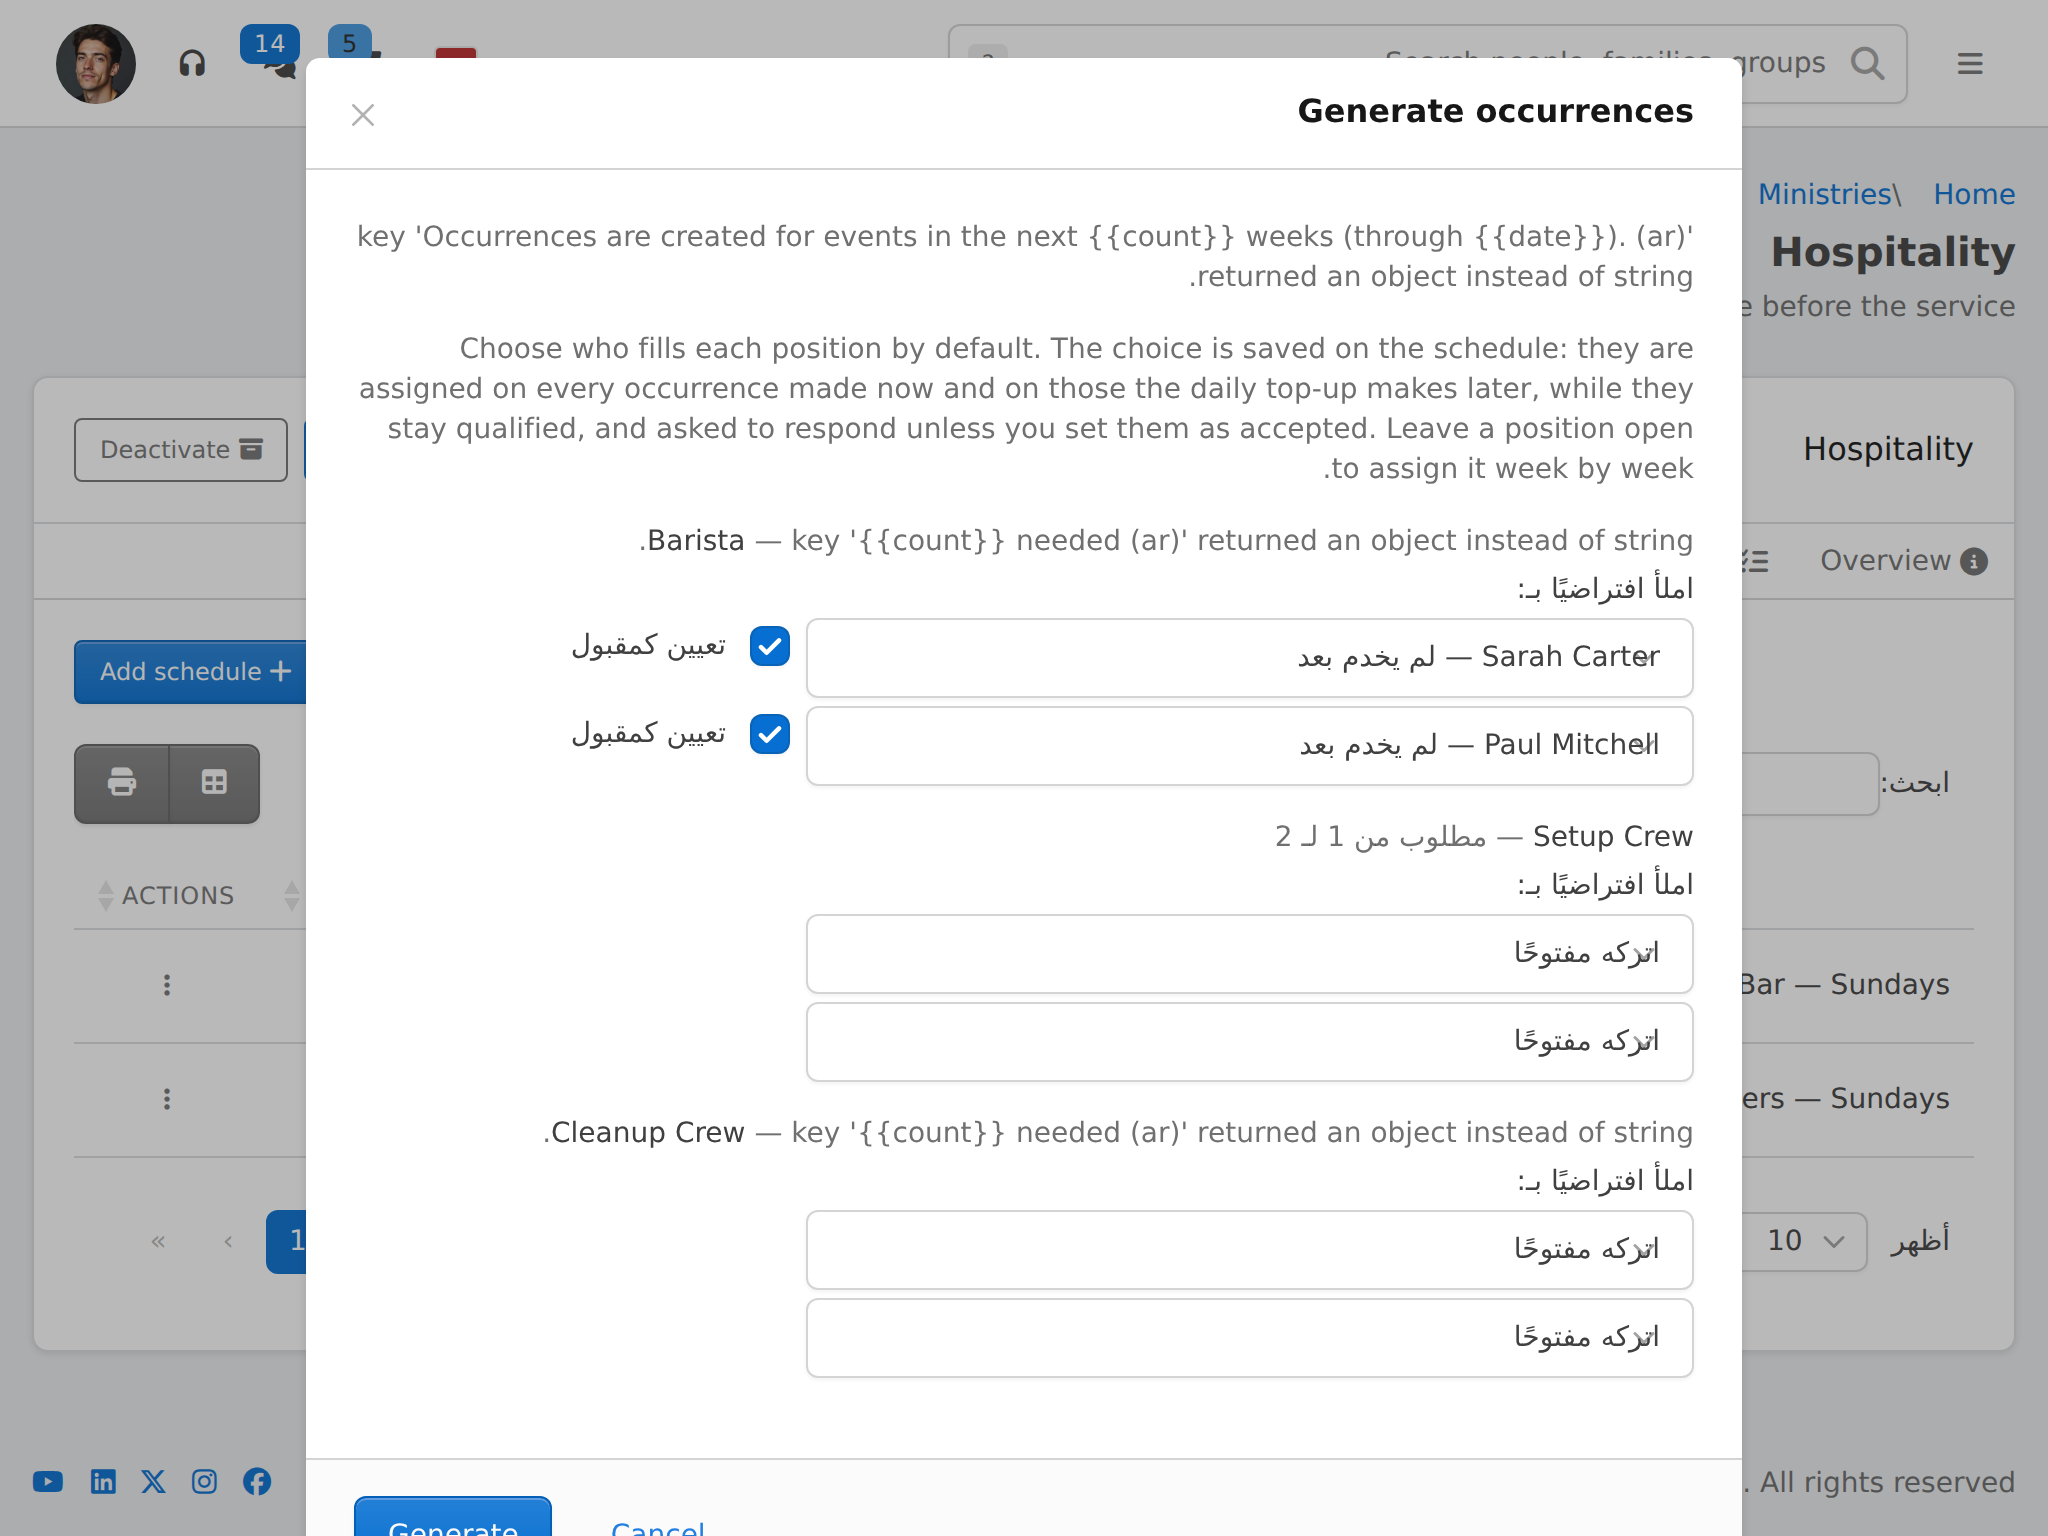 14
5
groups
Home
Ministries\
Hospitality
e before the service
Hospitality
Deactivate
Overview
Add schedule
ابحث:
ACTIONS
Bar — Sundays
ers — Sundays
« ‹ 1
أظهر 10
. All rights reserved
Generate occurrences
key 'Occurrences are created for events in the next {{count}} weeks (through {{date}}). (ar)'
returned an object instead of string.
Choose who fills each position by default. The choice is saved on the schedule: they are
assigned on every occurrence made now and on those the daily top-up makes later, while they
stay qualified, and asked to respond unless you set them as accepted. Leave a position open
to assign it week by week.
Barista — key '{{count}} needed (ar)' returned an object instead of string.
املأ افتراضيًا بـ:
Sarah Carter — لم يخدم بعد
تعيين كمقبول
Paul Mitchell — لم يخدم بعد
تعيين كمقبول
Setup Crew — مطلوب من 1 لـ 2
املأ افتراضيًا بـ:
اتركه مفتوحًا
اتركه مفتوحًا
Cleanup Crew — key '{{count}} needed (ar)' returned an object instead of string.
املأ افتراضيًا بـ:
اتركه مفتوحًا
اتركه مفتوحًا
Cancel
Generate